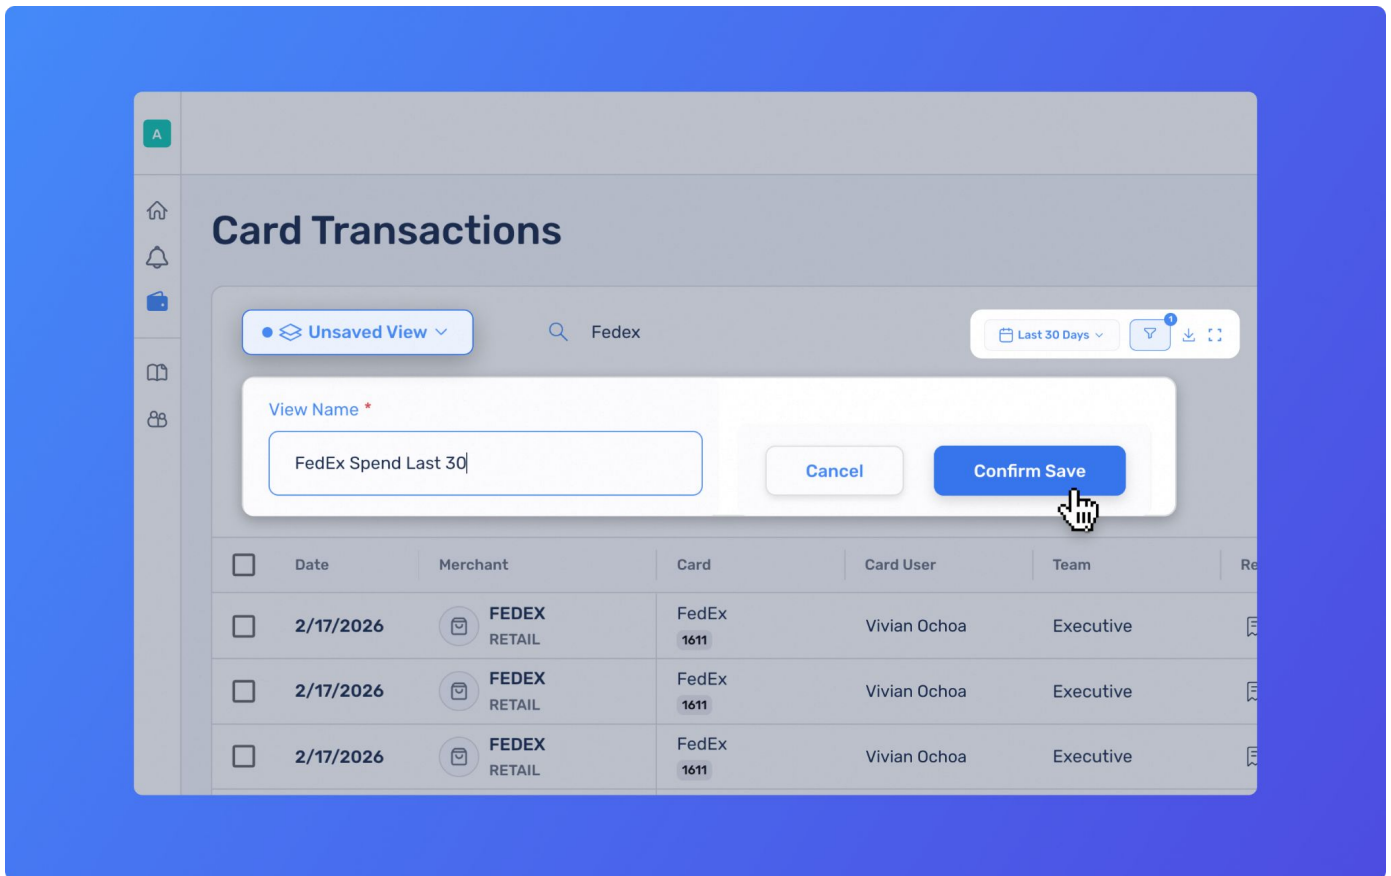 A
Card Transactions
Unsaved View
Fedex
Last 30 Days
1
View Name *
FedEx Spend Last 30
Cancel
Confirm Save
Date Merchant Card Card User Team Re
2/17/2026 FEDEX RETAIL FedEx 1611 Vivian Ochoa Executive
2/17/2026 FEDEX RETAIL FedEx 1611 Vivian Ochoa Executive
2/17/2026 FEDEX RETAIL FedEx 1611 Vivian Ochoa Executive